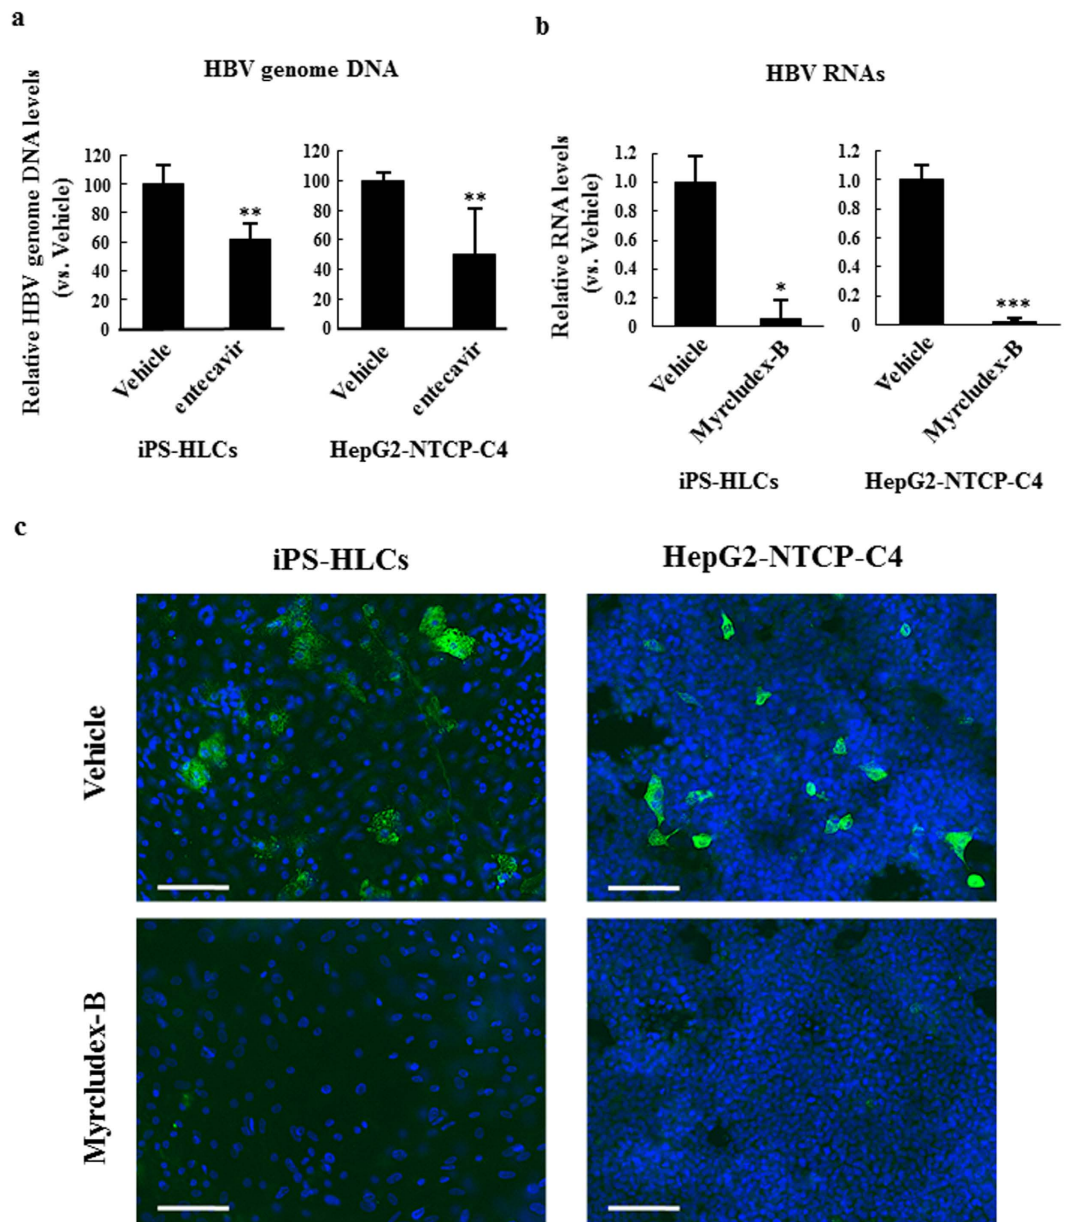 a
HBV genome DNA
Relative HBV genome DNA levels
(vs. Vehicle)
120
100
80
60
40
20
0
**
Vehicle
entecavir
iPS-HLCs
120
100
80
60
40
20
0
**
Vehicle
entecavir
HepG2-NTCP-C4
b
HBV RNAs
Relative RNA levels
(vs. Vehicle)
1.2
1.0
0.8
0.6
0.4
0.2
0
*
Vehicle
Myrcludex-B
iPS-HLCs
1.2
1.0
0.8
0.6
0.4
0.2
0
***
Vehicle
Myrcludex-B
HepG2-NTCP-C4
c
iPS-HLCs
HepG2-NTCP-C4
Vehicle
Myrcludex-B